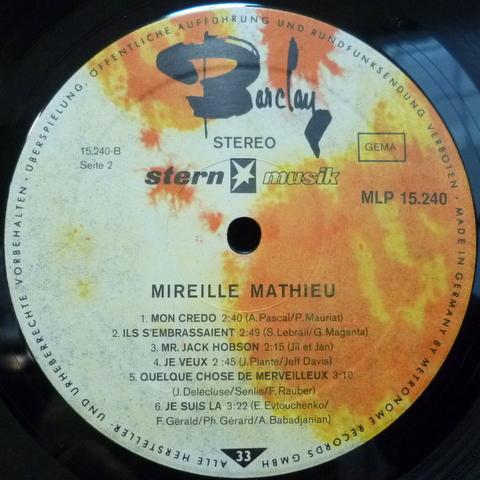 Barclay
STEREO
15.240-B
Seite 2
GEMA
stern musik
MLP 15.240
MIREILLE MATHIEU
1. MON CREDO 2:40 (A. Pascal/P. Mauriat)
2. ILS S'EMBRASSAIENT 2:49 (S. Lebrail/G. Magenta)
3. MR. JACK HOBSON 2:15 (Jil et Jan)
4. JE VEUX 2:45 (J. Plante/Jeff Davis)
5. QUELQUE CHOSE DE MERVEILLEUX 3:10
(J. Delecluse/Senlis/F. Rauber)
6. JE SUIS LA 3:22 (E. Evtouchenko/
F. Gérald/Ph. Gérard/A. Babadjanian)
33
ALLE HERSTELLER- UND URHEBERRECHTE VORBEHALTEN · ÜBERSPIELUNG, ÖFFENTLICHE AUFFÜHRUNG UND RUNDFUNKSENDUNG VERBOTEN · MADE IN GERMANY BY METRONOME RECORDS GMBH